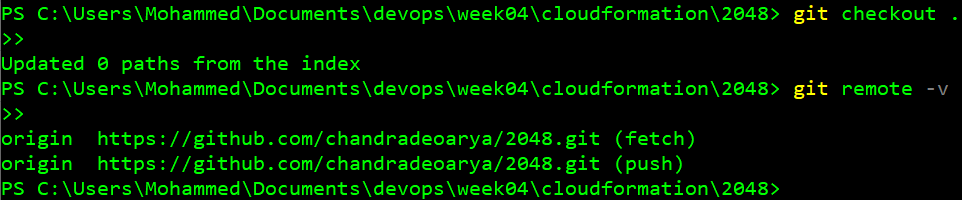 PS C:\Users\Mohammed\Documents\devops\week04\cloudformation\2048> git checkout .
>>
Updated 0 paths from the index
PS C:\Users\Mohammed\Documents\devops\week04\cloudformation\2048> git remote -v
>>
origin  https://github.com/chandradeoarya/2048.git (fetch)
origin  https://github.com/chandradeoarya/2048.git (push)
PS C:\Users\Mohammed\Documents\devops\week04\cloudformation\2048>